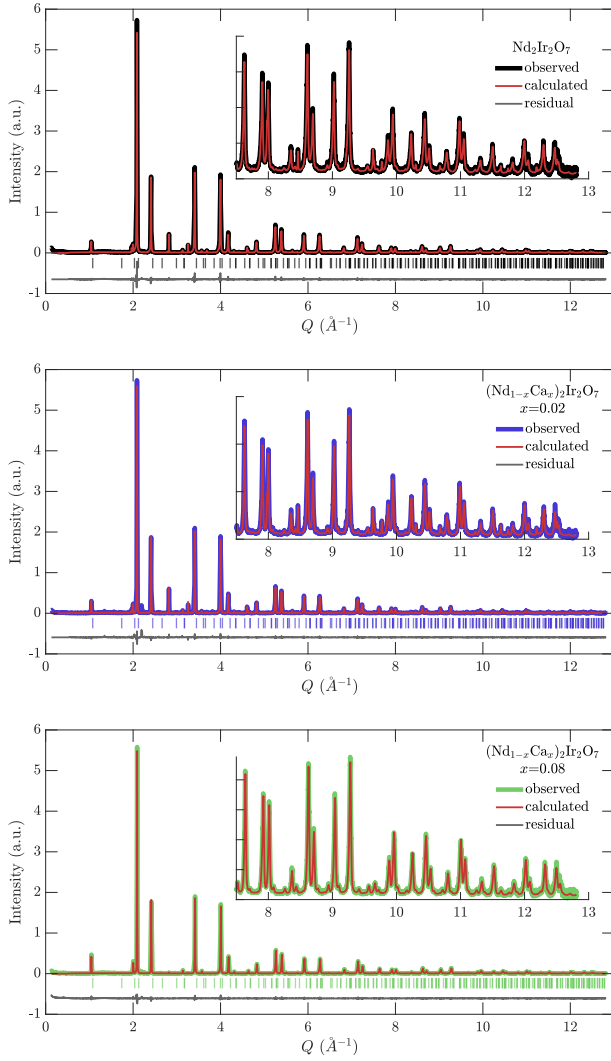 6
5
4
3
2
1
0
-1
Intensity (a.u.)
Nd₂Ir₂O₇
observed
calculated
residual
8 9 10 11 12 13
0 2 4 6 8 10 12
Q (Å⁻¹)
6
5
4
3
2
1
0
-1
Intensity (a.u.)
(Nd₁₋ₓCaₓ)₂Ir₂O₇
x=0.02
observed
calculated
residual
8 9 10 11 12 13
0 2 4 6 8 10 12
Q (Å⁻¹)
6
5
4
3
2
1
0
-1
Intensity (a.u.)
(Nd₁₋ₓCaₓ)₂Ir₂O₇
x=0.08
observed
calculated
residual
8 9 10 11 12 13
0 2 4 6 8 10 12
Q (Å⁻¹)